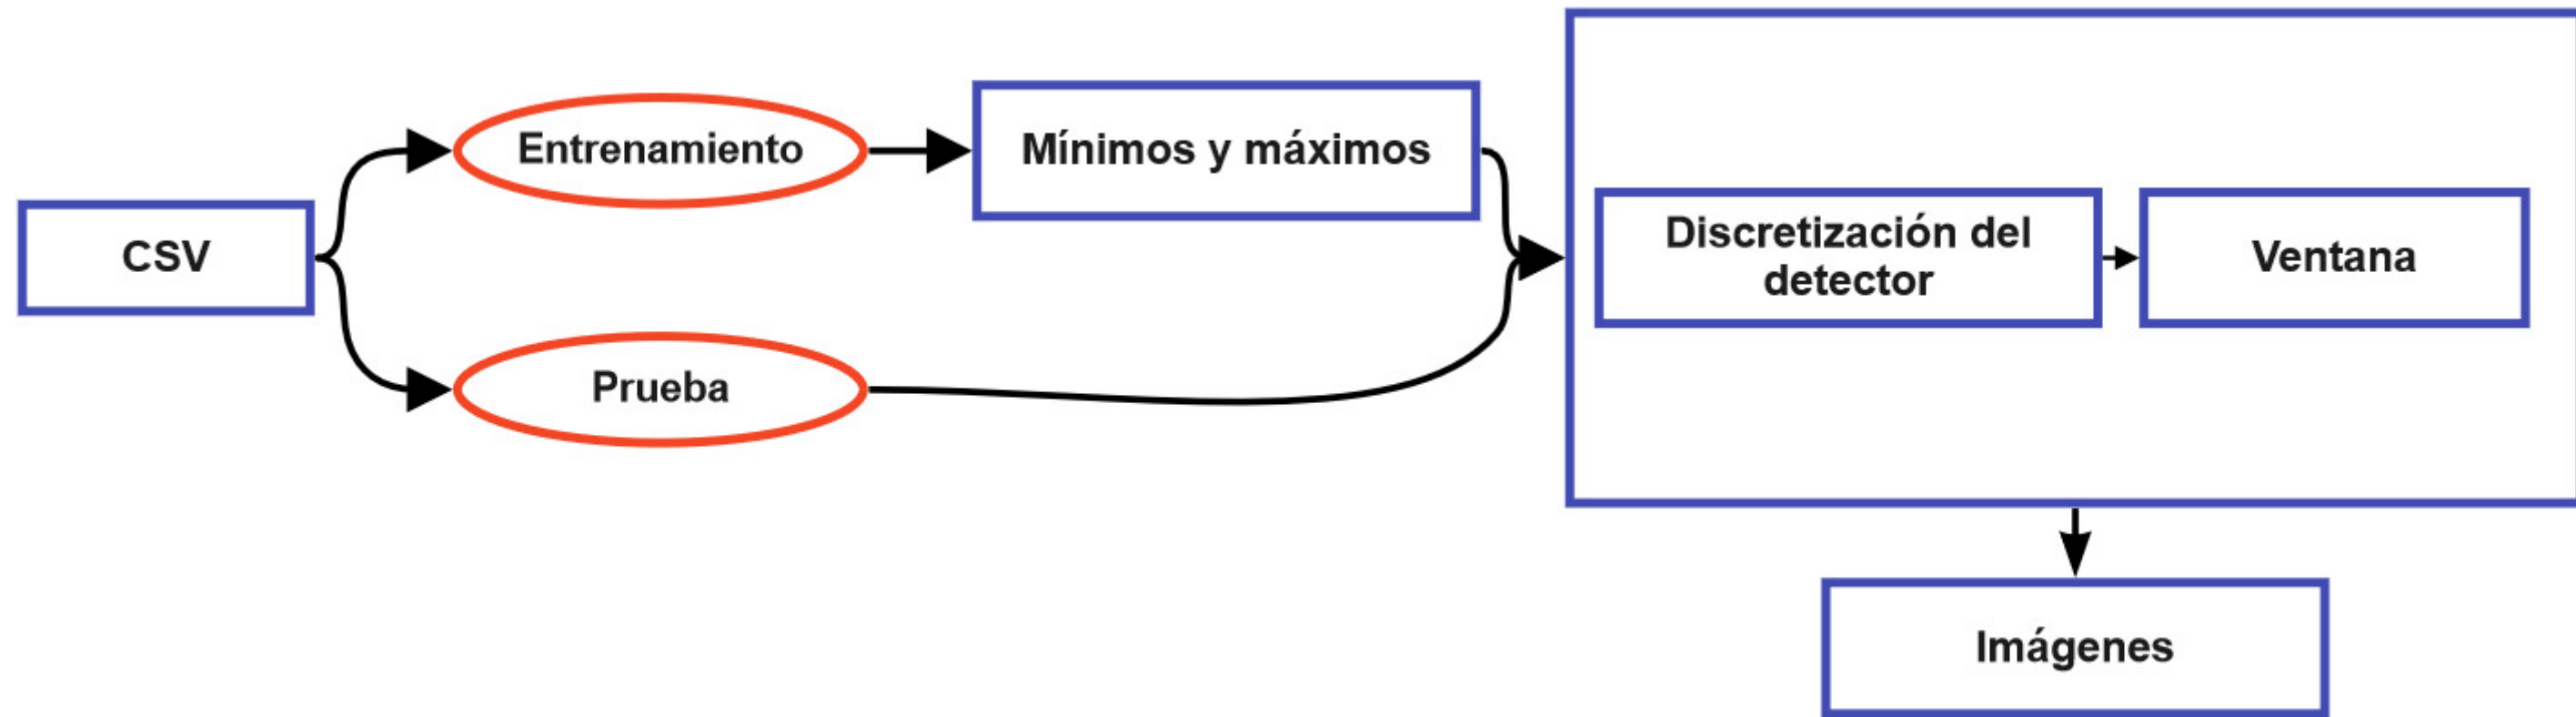 CSV
Entrenamiento
Prueba
Mínimos y máximos
Discretización del
detector
Ventana
Imágenes